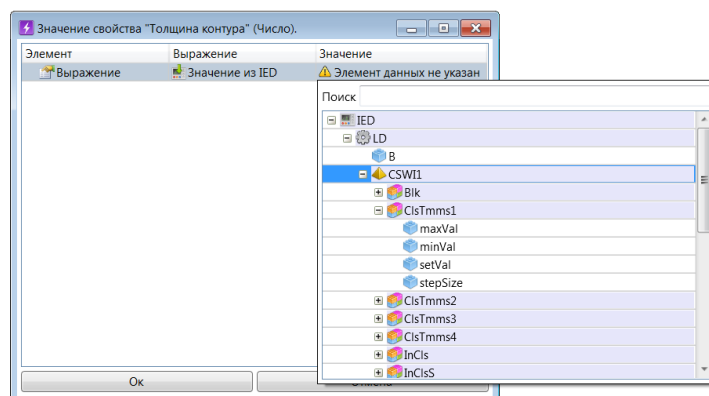 Значение свойства "Толщина контура" (Число).
Элемент Выражение Значение
Выражение Значение из IED Элемент данных не указан
Поиск
IED
LD
B
CSWI1
Blk
ClsTmms1
maxVal
minVal
setVal
stepSize
ClsTmms2
ClsTmms3
ClsTmms4
InCls
InClsS
Ок